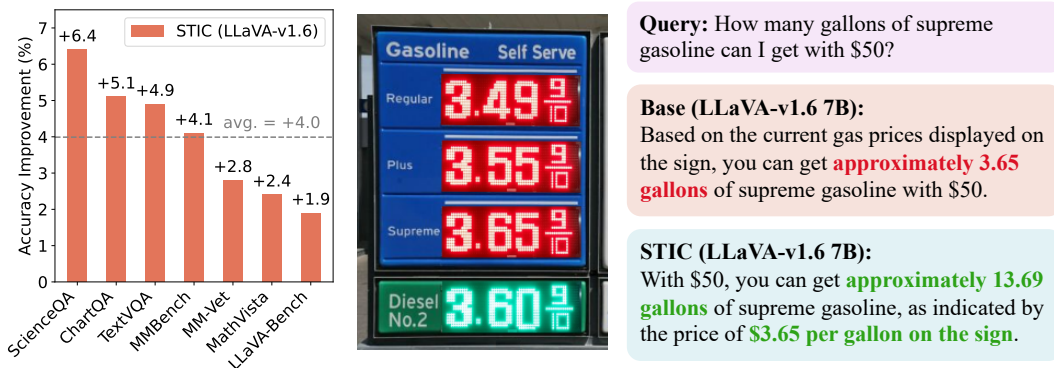 7
6
5
4
3
2
1
0
Accuracy Improvement (%)
STIC (LLaVA-v1.6)
+6.4
+5.1
+4.9
+4.1
avg. = +4.0
+2.8
+2.4
+1.9
ScienceQA
ChartQA
TextVQA
MMBench
MM-Vet
MathVista
LLaVA-Bench
Gasoline Self Serve
Regular 3.49 9/10
Plus 3.55 9/10
Supreme 3.65 9/10
Diesel
No.2 3.60 9/10
Query: How many gallons of supreme
gasoline can I get with $50?
Base (LLaVA-v1.6 7B):
Based on the current gas prices displayed on
the sign, you can get approximately 3.65
gallons of supreme gasoline with $50.
STIC (LLaVA-v1.6 7B):
With $50, you can get approximately 13.69
gallons of supreme gasoline, as indicated by
the price of $3.65 per gallon on the sign.